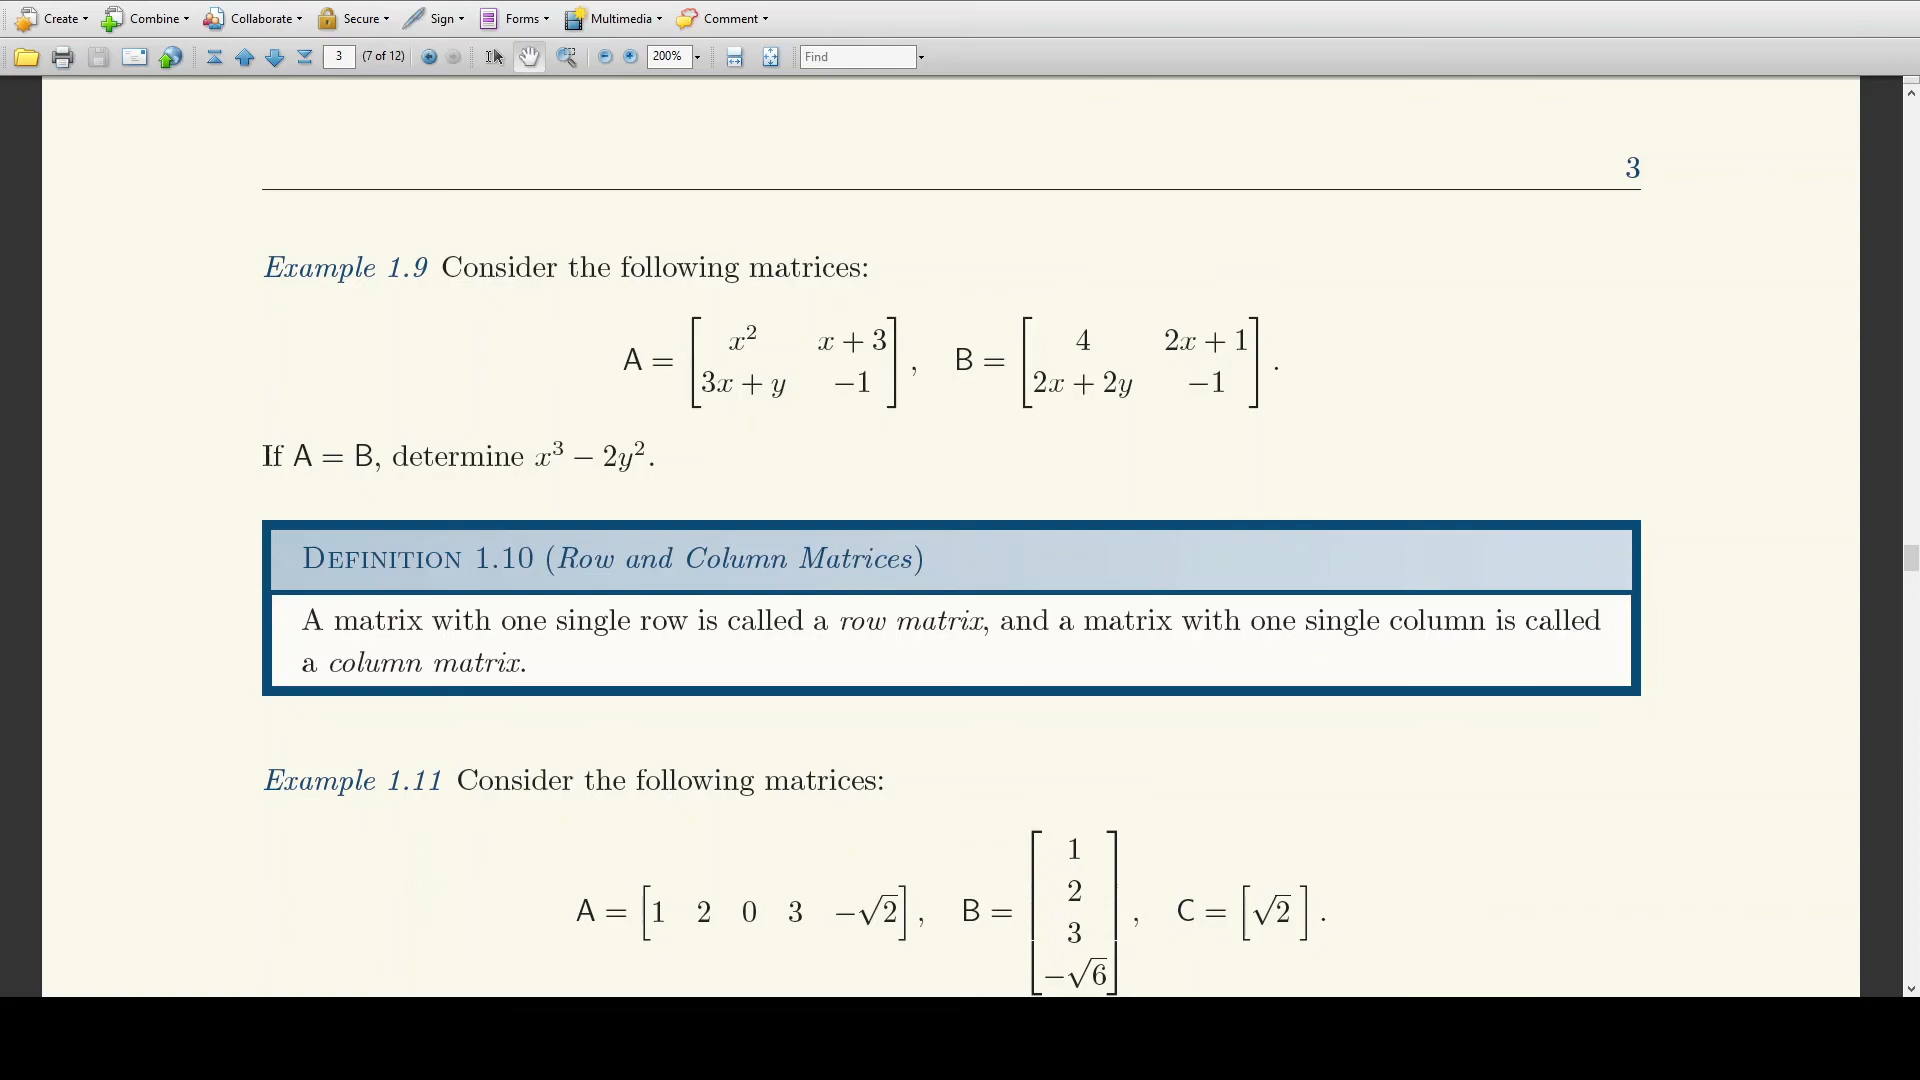 Create Combine Collaborate Secure Sign Forms Multimedia Comment
3 (7 of 12) 200% Find
3
Example 1.9 Consider the following matrices:
A = [x² x + 3; 3x + y −1], B = [4 2x + 1; 2x + 2y −1].
If A = B, determine x³ − 2y².
DEFINITION 1.10 (Row and Column Matrices)
A matrix with one single row is called a row matrix, and a matrix with one single column is called
a column matrix.
Example 1.11 Consider the following matrices:
A = [1 2 0 3 −√2], B = [1; 2; 3; −√6], C = [√2].